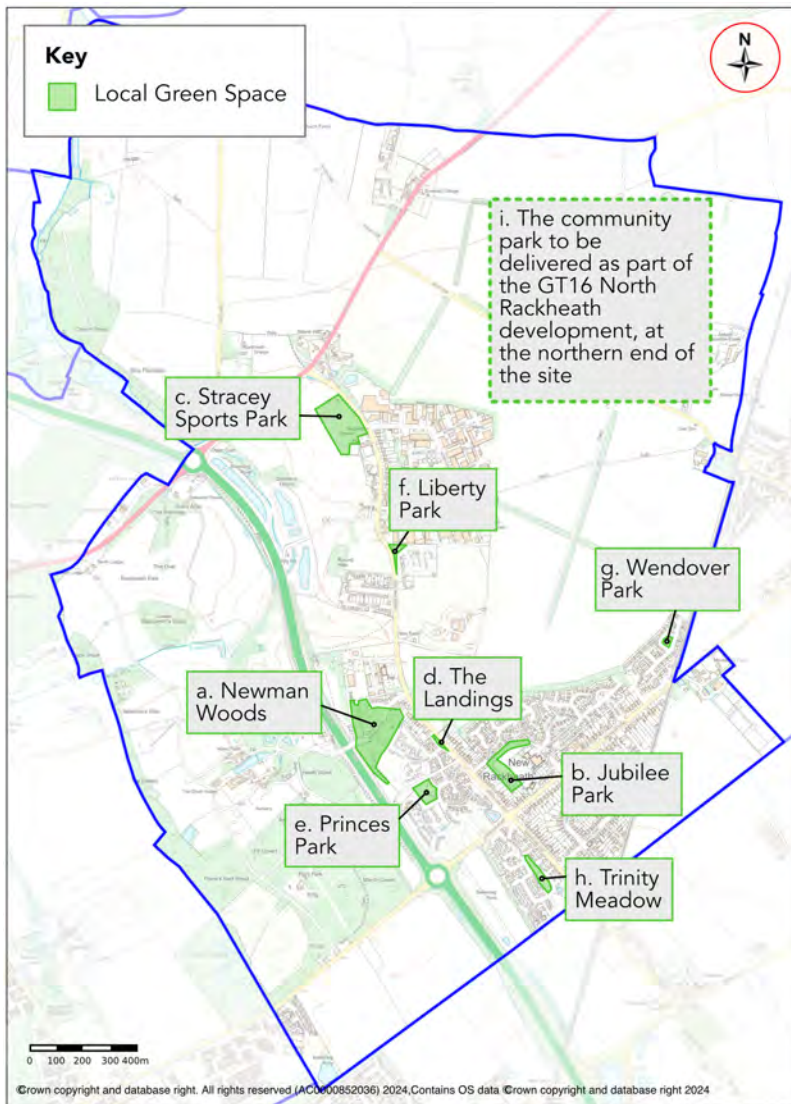 Key
Local Green Space
N
i. The community
park to be
delivered as part of
the GT16 North
Rackheath
development, at
the northern end of
the site
c. Stracey
Sports Park
f. Liberty
Park
g. Wendover
Park
d. The
Landings
a. Newman
Woods
New
Rackheath
b. Jubilee
Park
e. Princes
Park
h. Trinity
Meadow
0 100 200 300 400m
©Crown copyright and database right. All rights reserved (AC0000852036) 2024,Contains OS data ©Crown copyright and database right 2024